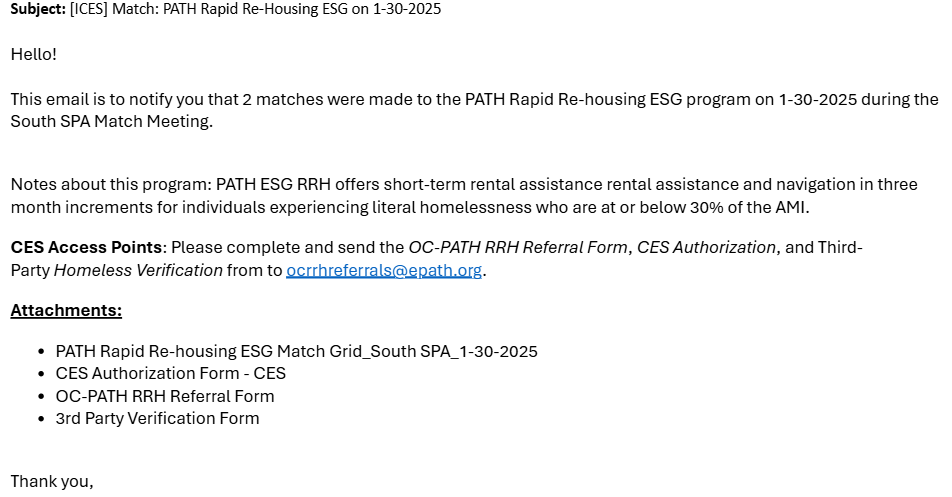 Subject: [ICES] Match: PATH Rapid Re-Housing ESG on 1-30-2025
Hello!
This email is to notify you that 2 matches were made to the PATH Rapid Re-housing ESG program on 1-30-2025 during the
South SPA Match Meeting.
Notes about this program: PATH ESG RRH offers short-term rental assistance rental assistance and navigation in three
month increments for individuals experiencing literal homelessness who are at or below 30% of the AMI.
CES Access Points: Please complete and send the OC-PATH RRH Referral Form, CES Authorization, and Third-
Party Homeless Verification from to ocrrhreferrals@epath.org.
Attachments:
• PATH Rapid Re-housing ESG Match Grid_South SPA_1-30-2025
• CES Authorization Form - CES
• OC-PATH RRH Referral Form
• 3rd Party Verification Form
Thank you,